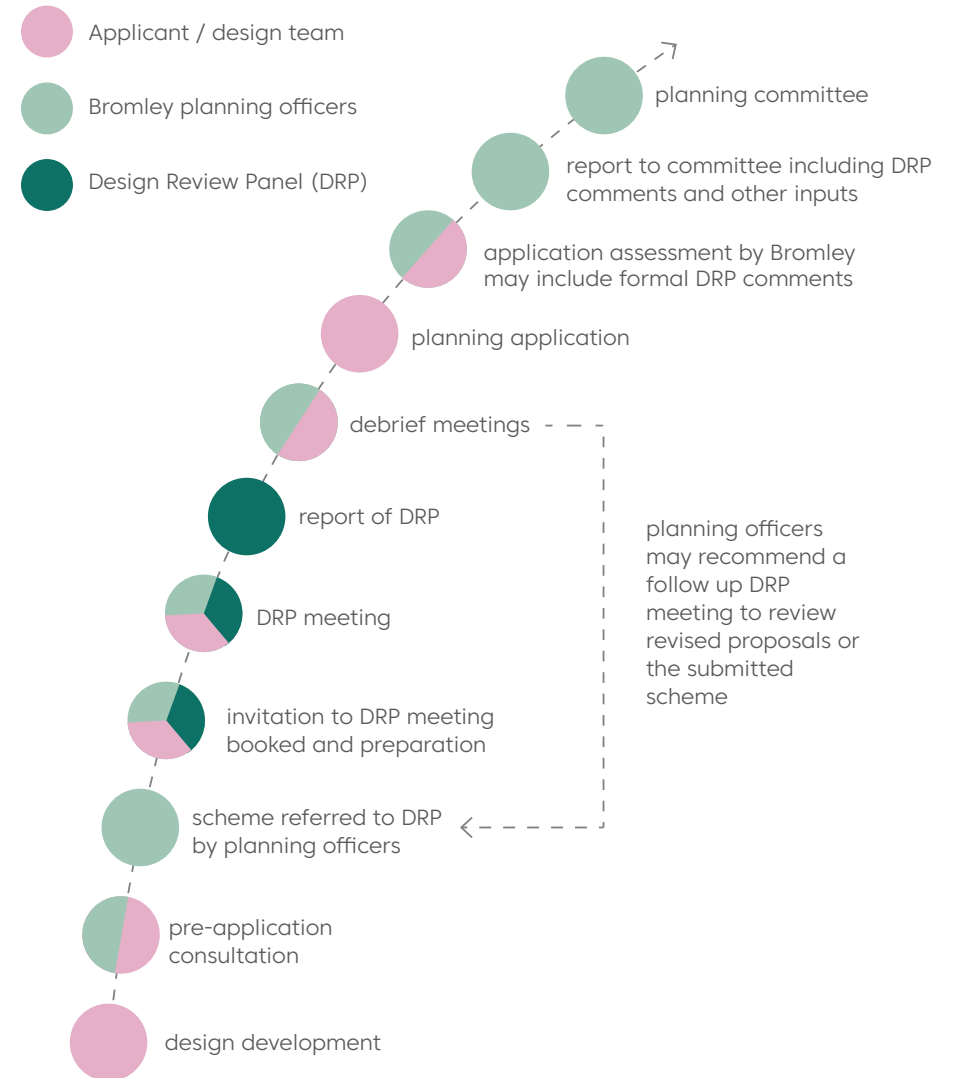 Applicant / design team
Bromley planning officers
Design Review Panel (DRP)
planning committee
report to committee including DRP
comments and other inputs
application assessment by Bromley
may include formal DRP comments
planning application
debrief meetings
report of DRP
planning officers
may recommend a
follow up DRP
meeting to review
revised proposals or
the submitted
scheme
DRP meeting
invitation to DRP meeting
booked and preparation
scheme referred to DRP
by planning officers
pre-application
consultation
design development